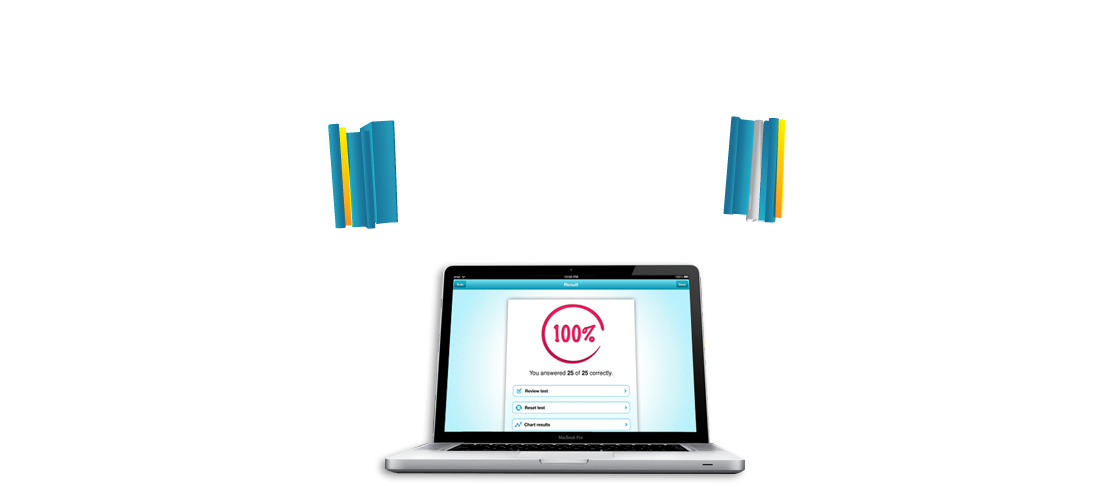 Result
100%
You answered 25 of 25 correctly.
Review test
Reset test
Chart results
MacBook Pro